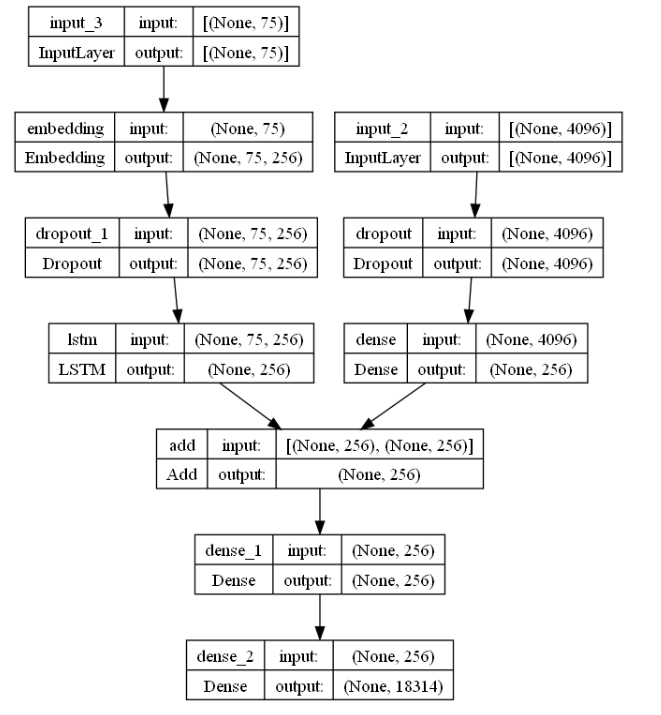 input_3 input: [(None, 75)]
InputLayer output: [(None, 75)]
embedding input: (None, 75)
Embedding output: (None, 75, 256)
input_2 input: [(None, 4096)]
InputLayer output: [(None, 4096)]
dropout_1 input: (None, 75, 256)
Dropout output: (None, 75, 256)
dropout input: (None, 4096)
Dropout output: (None, 4096)
lstm input: (None, 75, 256)
LSTM output: (None, 256)
dense input: (None, 4096)
Dense output: (None, 256)
add input: [(None, 256), (None, 256)]
Add output: (None, 256)
dense_1 input: (None, 256)
Dense output: (None, 256)
dense_2 input: (None, 256)
Dense output: (None, 18314)